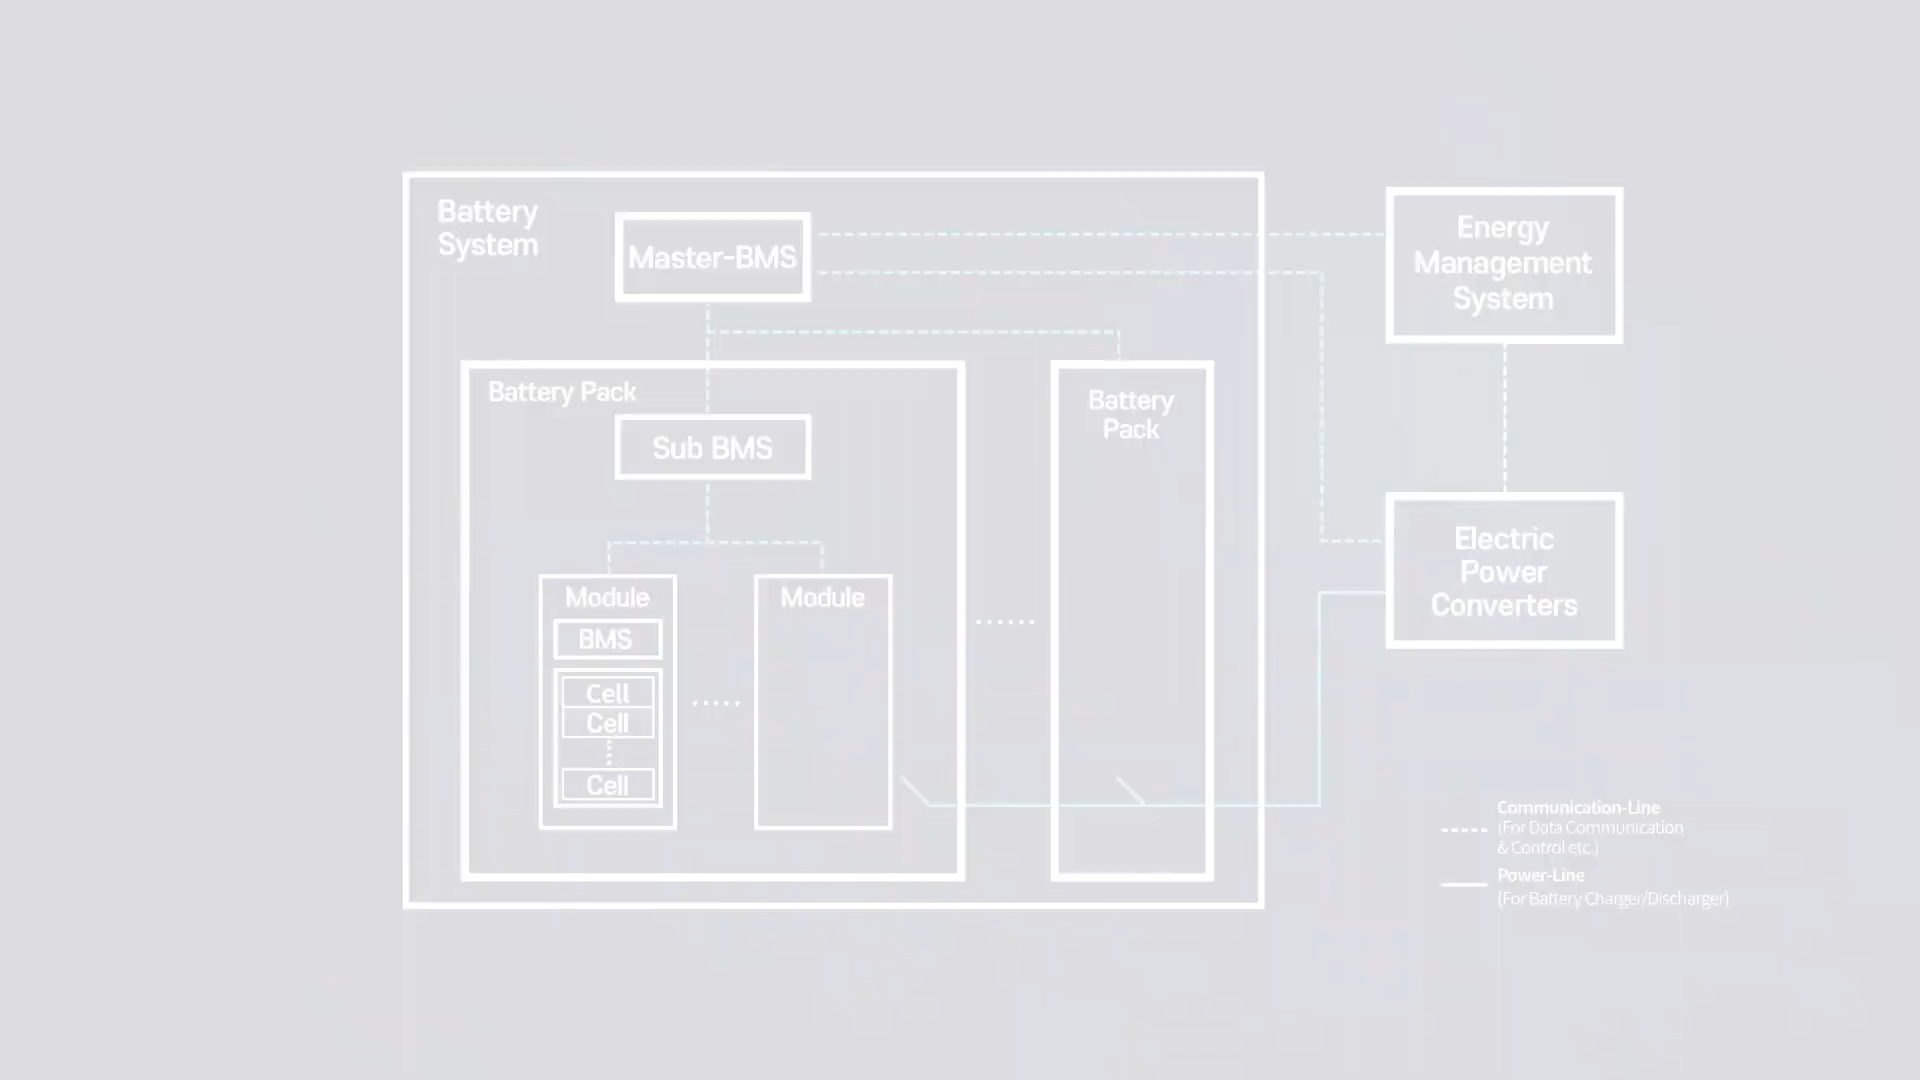 Battery
System
Master-BMS
Energy
Management
System
Battery Pack
Battery
Pack
Sub BMS
Electric
Power
Converters
Module
Module
BMS
Cell
Cell
Cell
Communication-Line
(For Data Communication
& Control etc.)
Power-Line
(For Battery Charger/Discharger)